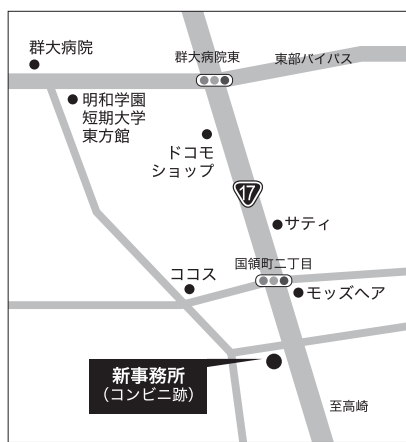 群大病院
群大病院東
東部バイパス
明和学園
短期大学
東方館
ドコモ
ショップ
17
サティ
国領町二丁目
ココス
モッズヘア
新事務所
（コンビニ跡）
至高崎